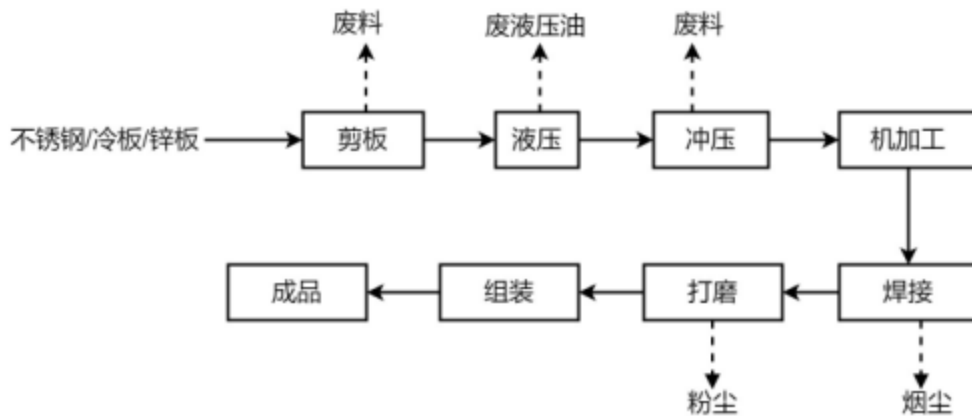 废料
废液压油
废料
不锈钢/冷板/锌板
剪板
液压
冲压
机加工
成品
组装
打磨
焊接
粉尘
烟尘